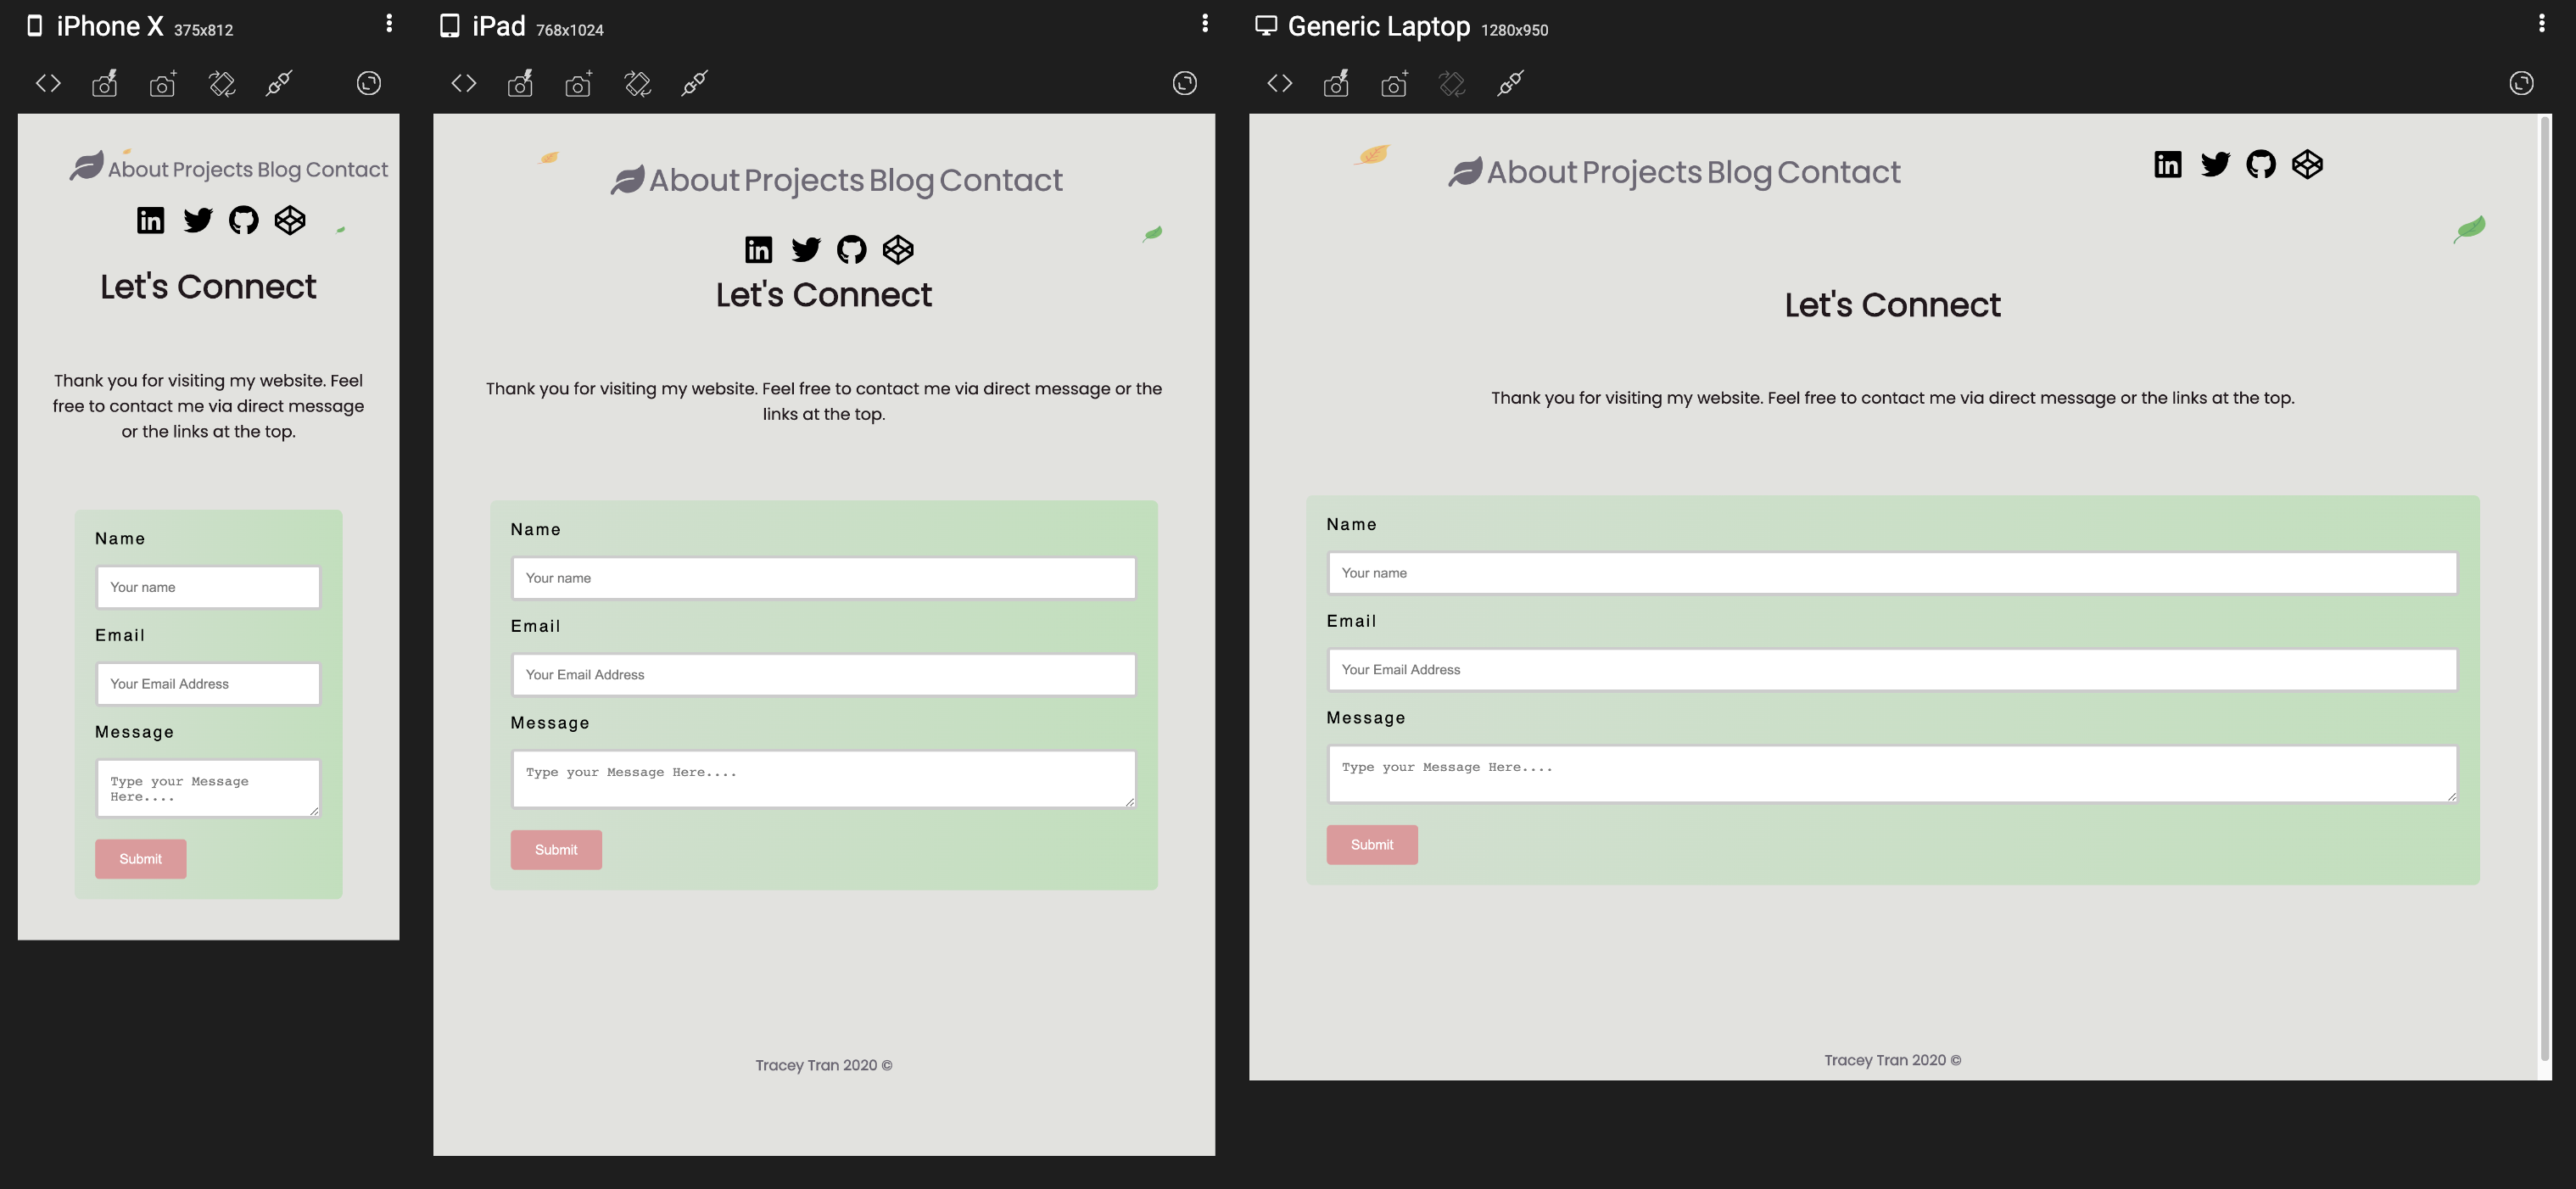 iPhone X 375x812
About Projects Blog Contact
Let's Connect
Thank you for visiting my website. Feel
free to contact me via direct message
or the links at the top.
Name
Your name
Email
Your Email Address
Message
Type your Message
Here....
Submit
iPad 768x1024
About Projects Blog Contact
Let's Connect
Thank you for visiting my website. Feel free to contact me via direct message or the
links at the top.
Name
Your name
Email
Your Email Address
Message
Type your Message Here....
Submit
Tracey Tran 2020 ©
Generic Laptop 1280x950
About Projects Blog Contact
Let's Connect
Thank you for visiting my website. Feel free to contact me via direct message or the links at the top.
Name
Your name
Email
Your Email Address
Message
Type your Message Here....
Submit
Tracey Tran 2020 ©